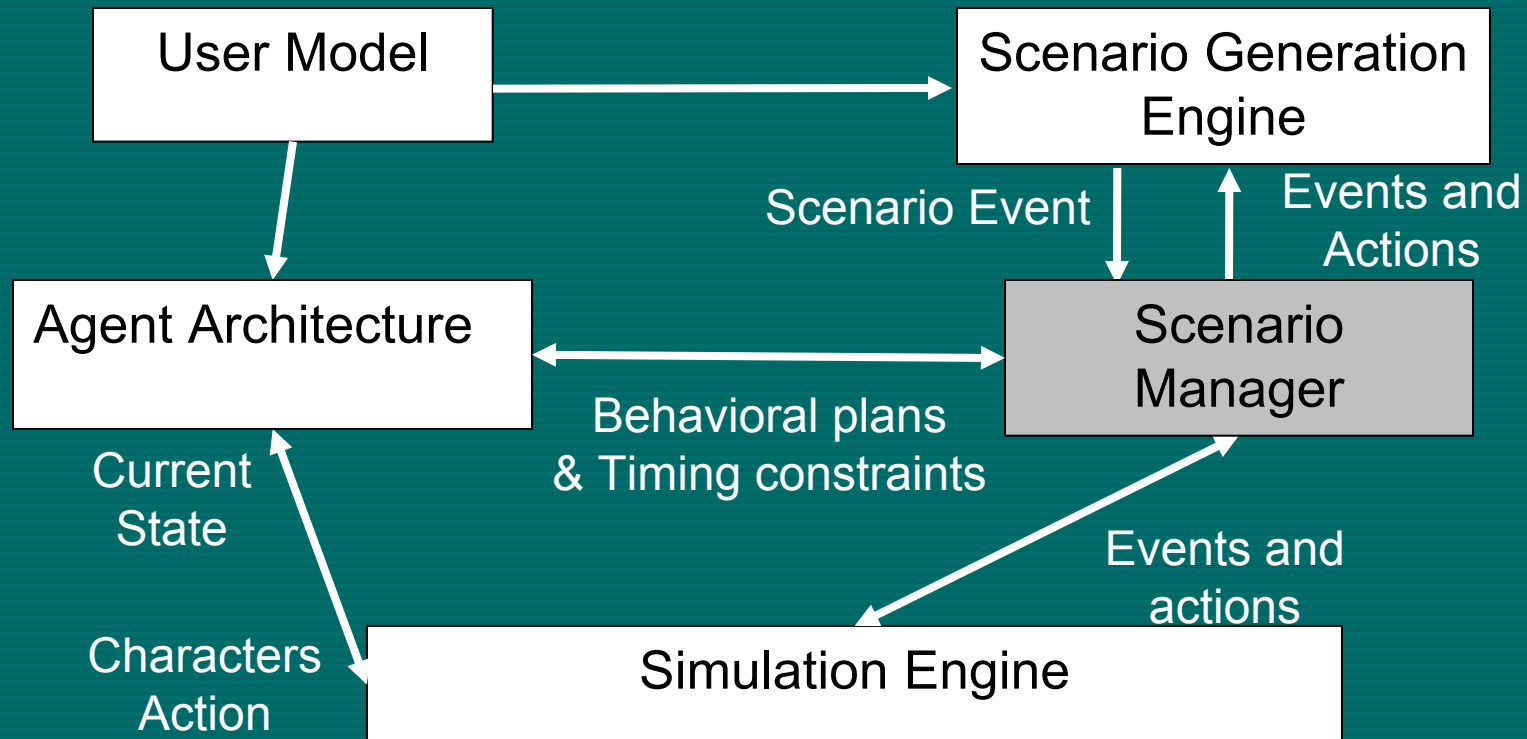 User Model
Scenario Generation
Engine
Scenario Event
Events and
Actions
Agent Architecture
Scenario
Manager
Behavioral plans
& Timing constraints
Current
State
Events and
actions
Characters
Action
Simulation Engine